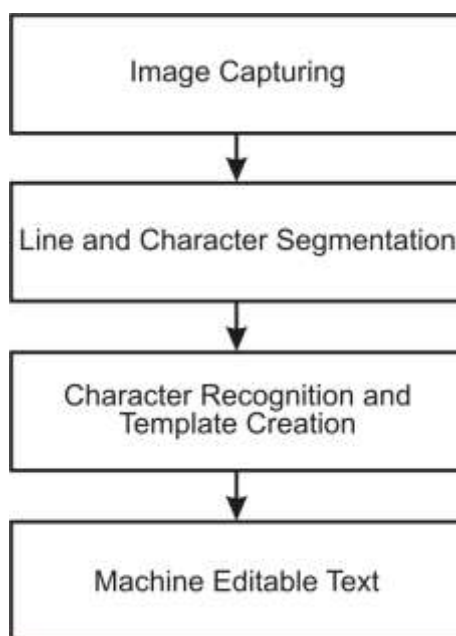 Image Capturing
Line and Character Segmentation
Character Recognition and
Template Creation
Machine Editable Text